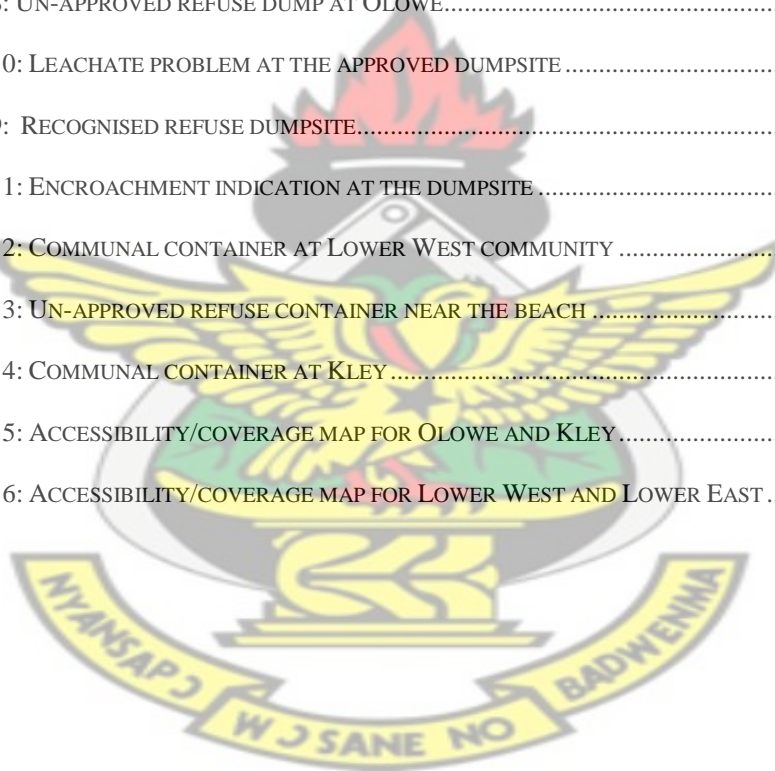 : UN-APPROVED REFUSE DUMP AT OLOWE
0: LEACHATE PROBLEM AT THE APPROVED DUMPSITE
: RECOGNISED REFUSE DUMPSITE
1: ENCROACHMENT INDICATION AT THE DUMPSITE
2: COMMUNAL CONTAINER AT LOWER WEST COMMUNITY
3: UN-APPROVED REFUSE CONTAINER NEAR THE BEACH
4: COMMUNAL CONTAINER AT KLEY
5: ACCESSIBILITY/COVERAGE MAP FOR OLOWE AND KLEY
6: ACCESSIBILITY/COVERAGE MAP FOR LOWER WEST AND LOWER EAST
NYANSAPƆ WƆSANE NO BADWENMA